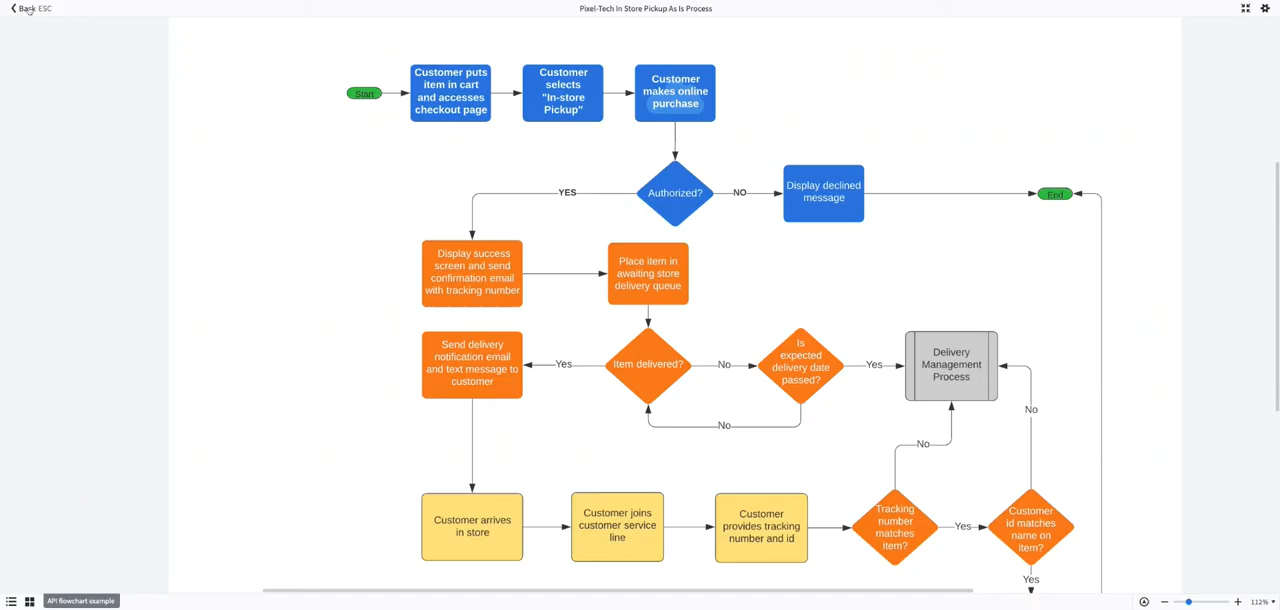 Back ESC
Pixel-Tech In Store Pickup As Is Process
Start
Customer puts
item in cart
and accesses
checkout page
Customer
selects
"In-store
Pickup"
Customer
makes online
purchase
Authorized?
YES
NO
Display declined
message
End
Display success
screen and send
confirmation email
with tracking number
Place item in
awaiting store
delivery queue
Send delivery
notification email
and text message to
customer
Yes
Item delivered?
No
Is
expected
delivery date
passed?
Yes
Delivery
Management
Process
No
No
No
Customer arrives
in store
Customer joins
customer service
line
Customer
provides tracking
number and id
Tracking
number
matches
item?
Yes
Customer
id matches
name on
item?
Yes
API flowchart example
112%